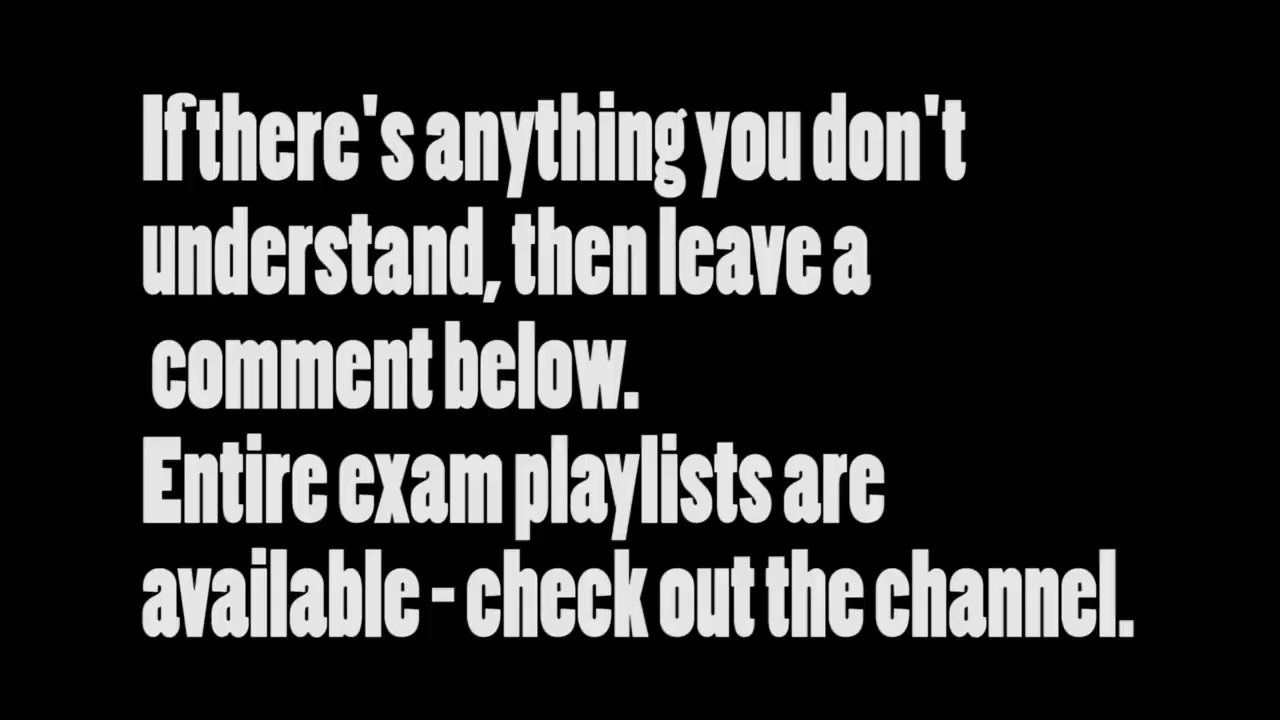 If there's anything you don't
understand, then leave a
comment below.
Entire exam playlists are
available - check out the channel.